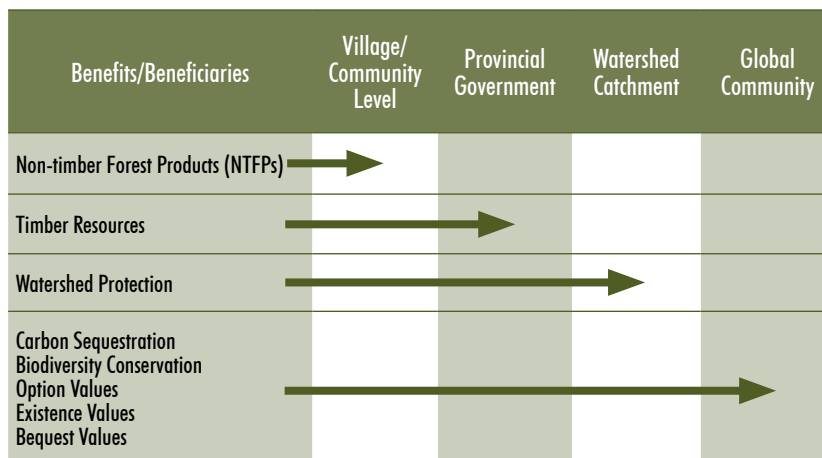 Benefits/Beneficiaries
Village/
Community
Level
Provincial
Government
Watershed
Catchment
Global
Community
Non-timber Forest Products (NTFPs)
Timber Resources
Watershed Protection
Carbon Sequestration
Biodiversity Conservation
Option Values
Existence Values
Bequest Values